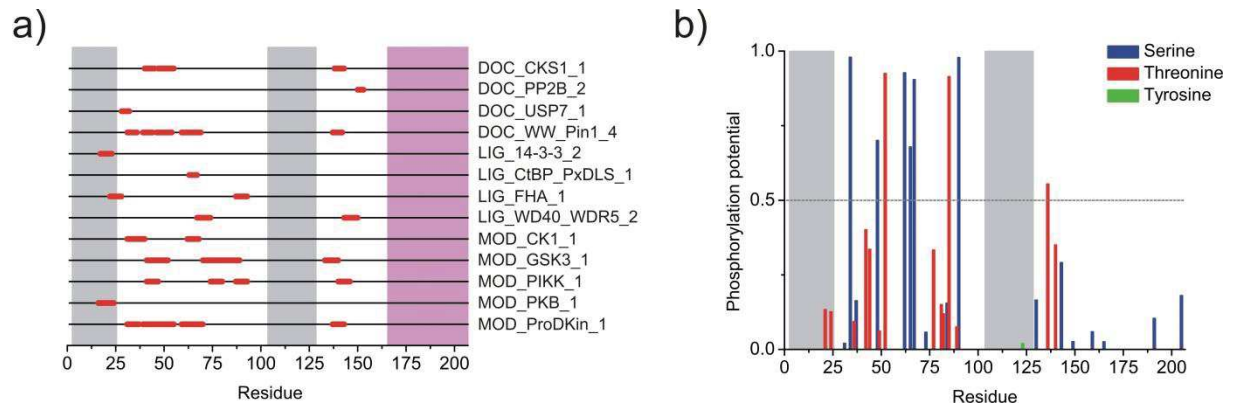 a)
DOC_CKS1_1
DOC_PP2B_2
DOC_USP7_1
DOC_WW_Pin1_4
LIG_14-3-3_2
LIG_CtBP_PxDLS_1
LIG_FHA_1
LIG_WD40_WDR5_2
MOD_CK1_1
MOD_GSK3_1
MOD_PIKK_1
MOD_PKB_1
MOD_ProDKin_1
0 25 50 75 100 125 150 175 200
Residue
b)
Phosphorylation potential
1.0
0.5
0.0
Serine
Threonine
Tyrosine
0 25 50 75 100 125 150 175 200
Residue